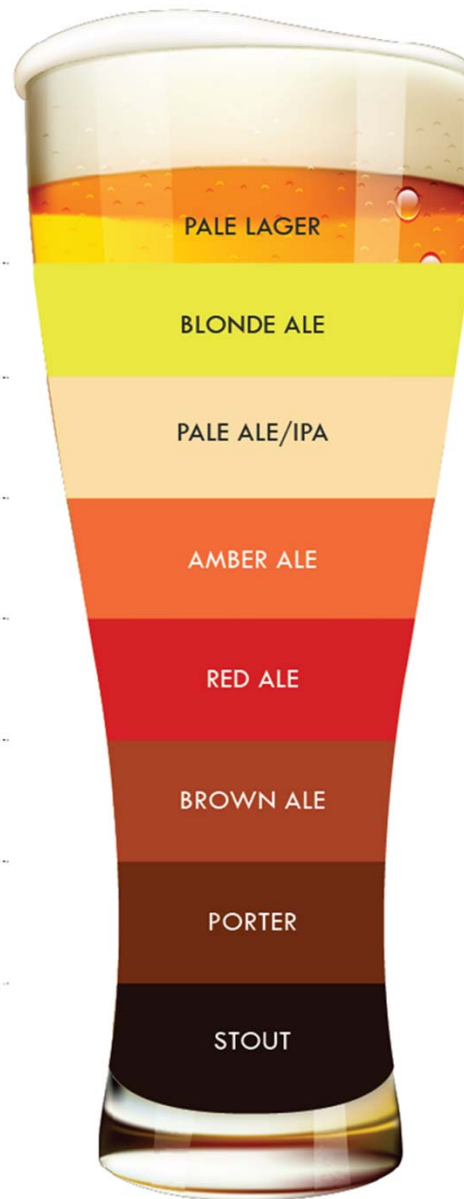 PALE LAGER
BLONDE ALE
PALE ALE/IPA
AMBER ALE
RED ALE
BROWN ALE
PORTER
STOUT